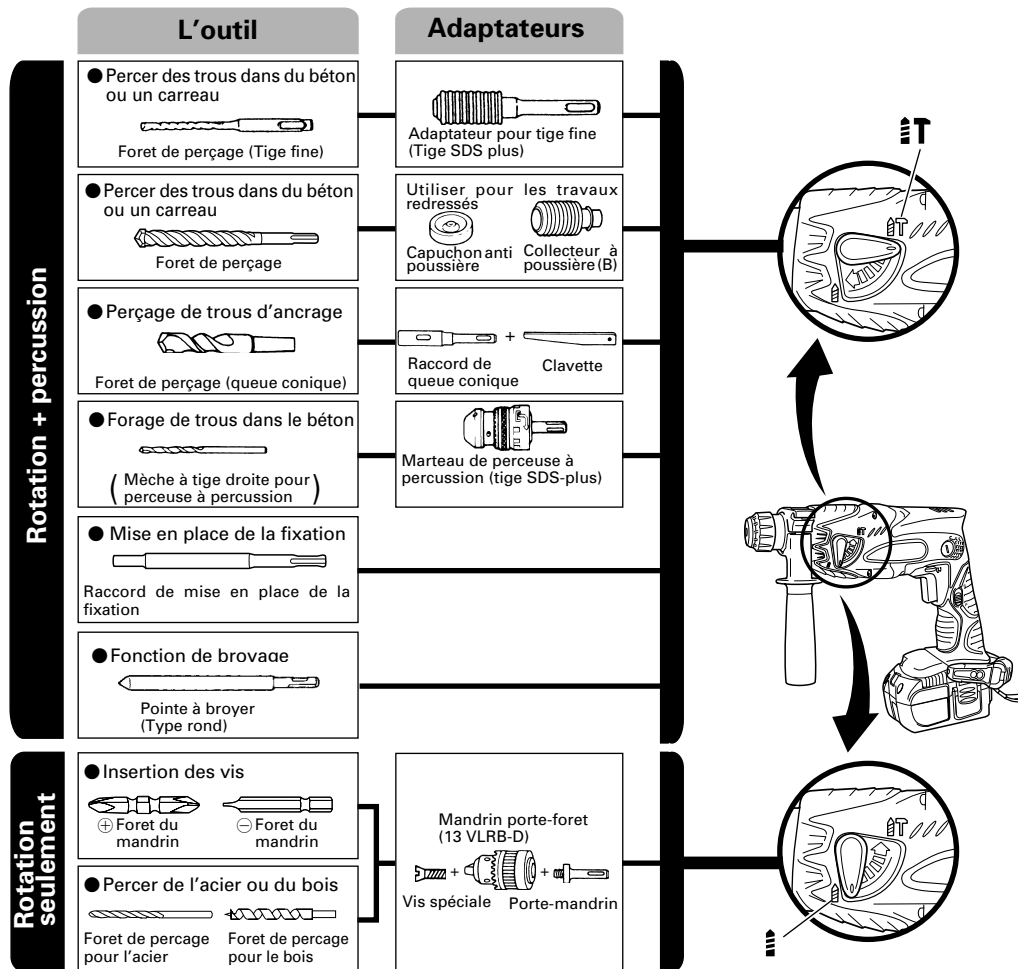 L'outil
Adaptateurs
Rotation + percussion
● Percer des trous dans du béton
ou un carreau
Foret de perçage (Tige fine)
Adaptateur pour tige fine
(Tige SDS plus)
● Percer des trous dans du béton
ou un carreau
Foret de perçage
Utiliser pour les travaux
redressés
Capuchon anti
poussière
Collecteur à
poussière (B)
● Perçage de trous d'ancrage
Foret de perçage (queue conique)
+
Raccord de
queue conique
Clavette
● Forage de trous dans le béton
( Mèche à tige droite pour
perceuse à percussion )
Marteau de perceuse à
percussion (tige SDS-plus)
● Mise en place de la fixation
Raccord de mise en place de la
fixation
● Fonction de brovage
Pointe à broyer
(Type rond)
Rotation
seulement
● Insertion des vis
⊕ Foret du
mandrin
⊖ Foret du
mandrin
● Percer de l'acier ou du bois
Foret de percage
pour l'acier
Foret de percage
pour le bois
Mandrin porte-foret
(13 VLRB-D)
+ +
Vis spéciale
Porte-mandrin